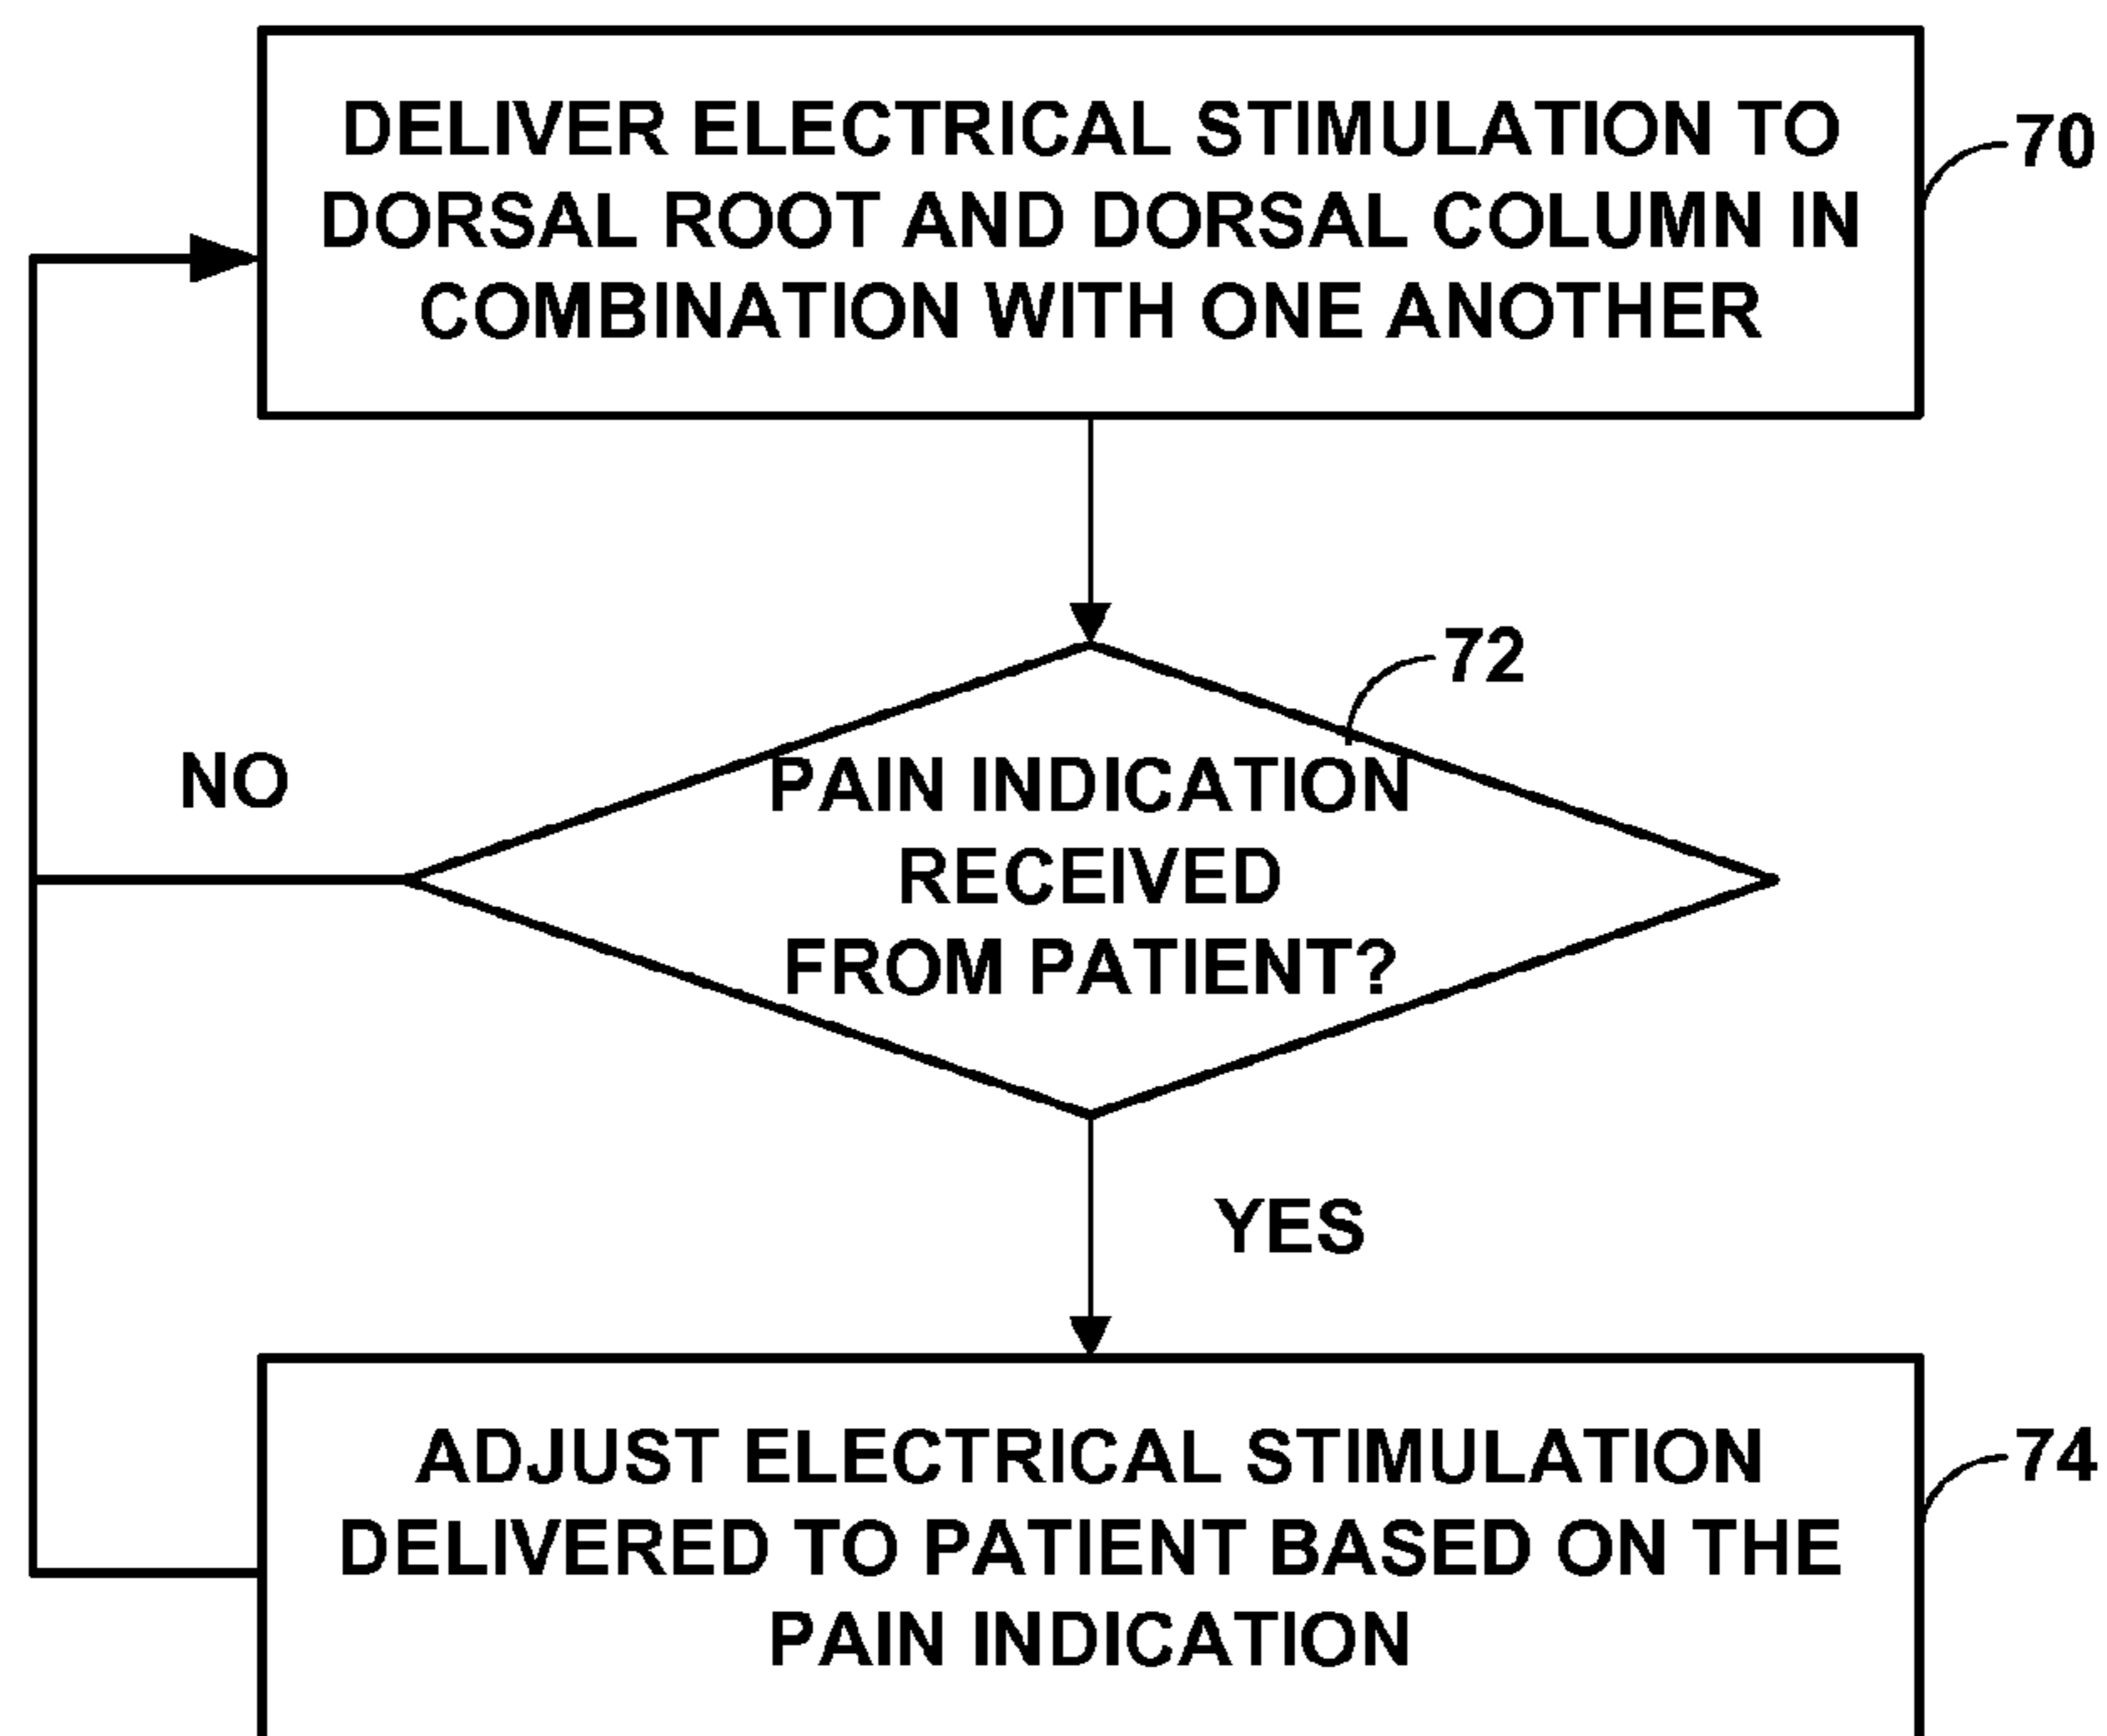 DELIVER ELECTRICAL STIMULATION TO
DORSAL ROOT AND DORSAL COLUMN IN
COMBINATION WITH ONE ANOTHER
70
72
NO
PAIN INDICATION
RECEIVED
FROM PATIENT?
YES
ADJUST ELECTRICAL STIMULATION
DELIVERED TO PATIENT BASED ON THE
PAIN INDICATION
74